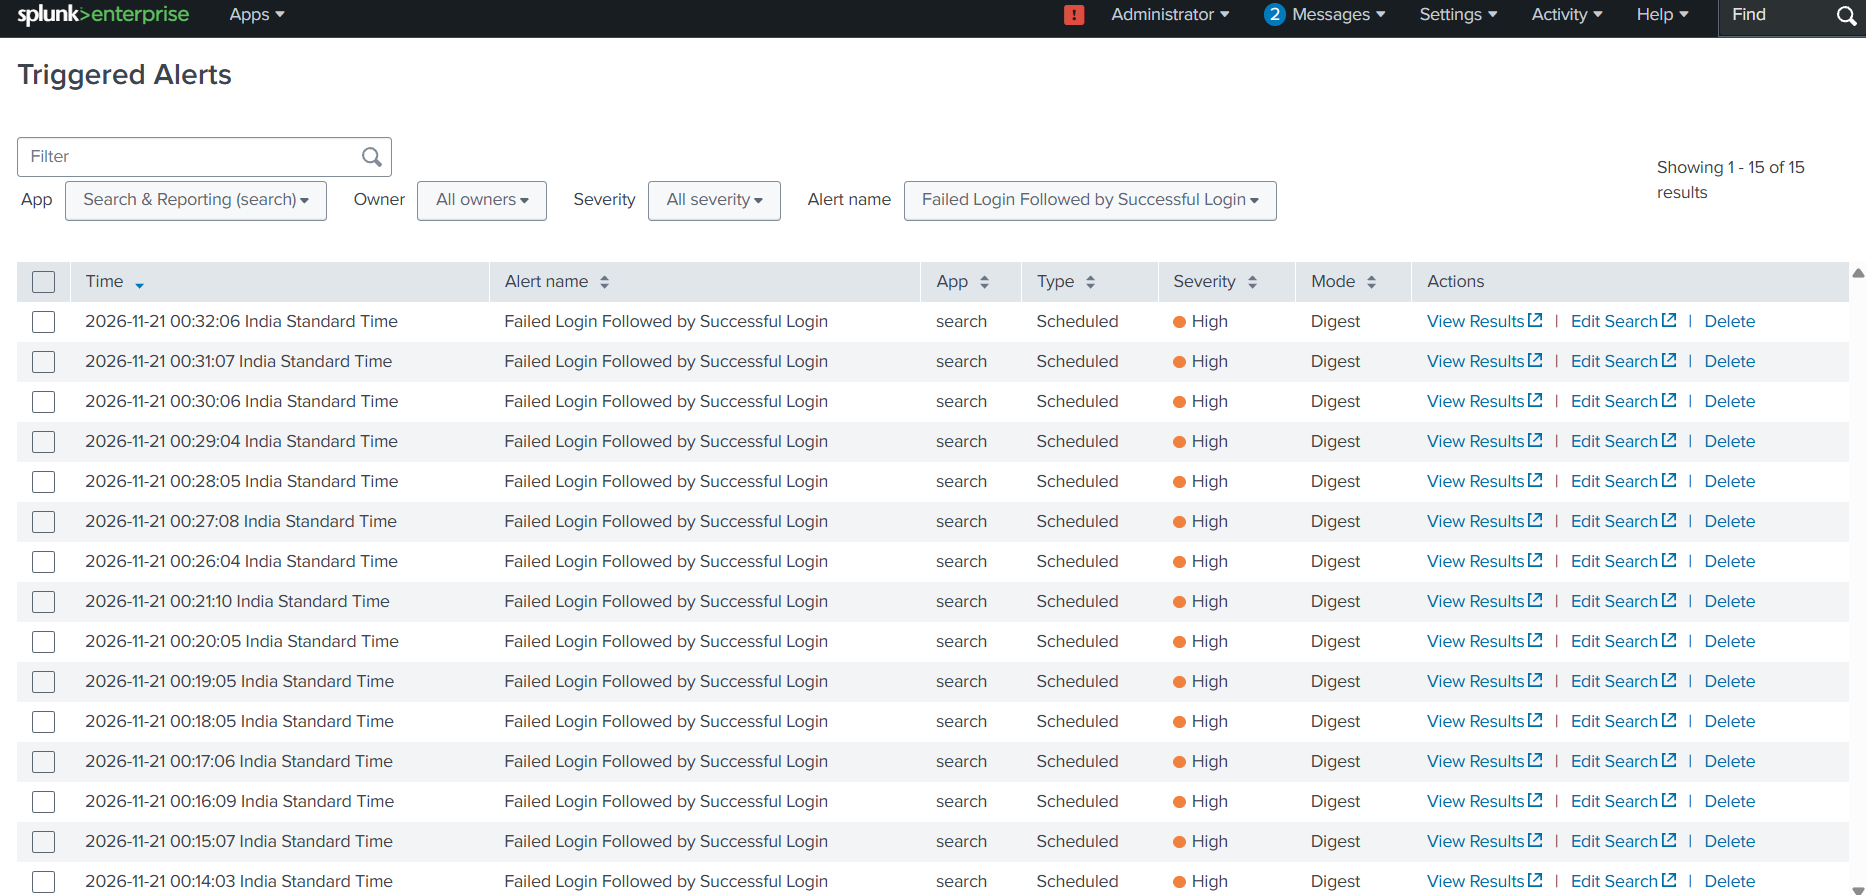 splunk>enterprise Apps Administrator 2 Messages Settings Activity Help Find
Triggered Alerts
Filter
Showing 1 - 15 of 15
results
App Search & Reporting (search) Owner All owners Severity All severity Alert name Failed Login Followed by Successful Login
Time Alert name App Type Severity Mode Actions
2026-11-21 00:32:06 India Standard Time Failed Login Followed by Successful Login search Scheduled High Digest View Results | Edit Search | Delete
2026-11-21 00:31:07 India Standard Time Failed Login Followed by Successful Login search Scheduled High Digest View Results | Edit Search | Delete
2026-11-21 00:30:06 India Standard Time Failed Login Followed by Successful Login search Scheduled High Digest View Results | Edit Search | Delete
2026-11-21 00:29:04 India Standard Time Failed Login Followed by Successful Login search Scheduled High Digest View Results | Edit Search | Delete
2026-11-21 00:28:05 India Standard Time Failed Login Followed by Successful Login search Scheduled High Digest View Results | Edit Search | Delete
2026-11-21 00:27:08 India Standard Time Failed Login Followed by Successful Login search Scheduled High Digest View Results | Edit Search | Delete
2026-11-21 00:26:04 India Standard Time Failed Login Followed by Successful Login search Scheduled High Digest View Results | Edit Search | Delete
2026-11-21 00:21:10 India Standard Time Failed Login Followed by Successful Login search Scheduled High Digest View Results | Edit Search | Delete
2026-11-21 00:20:05 India Standard Time Failed Login Followed by Successful Login search Scheduled High Digest View Results | Edit Search | Delete
2026-11-21 00:19:05 India Standard Time Failed Login Followed by Successful Login search Scheduled High Digest View Results | Edit Search | Delete
2026-11-21 00:18:05 India Standard Time Failed Login Followed by Successful Login search Scheduled High Digest View Results | Edit Search | Delete
2026-11-21 00:17:06 India Standard Time Failed Login Followed by Successful Login search Scheduled High Digest View Results | Edit Search | Delete
2026-11-21 00:16:09 India Standard Time Failed Login Followed by Successful Login search Scheduled High Digest View Results | Edit Search | Delete
2026-11-21 00:15:07 India Standard Time Failed Login Followed by Successful Login search Scheduled High Digest View Results | Edit Search | Delete
2026-11-21 00:14:03 India Standard Time Failed Login Followed by Successful Login search Scheduled High Digest View Results | Edit Search | Delete